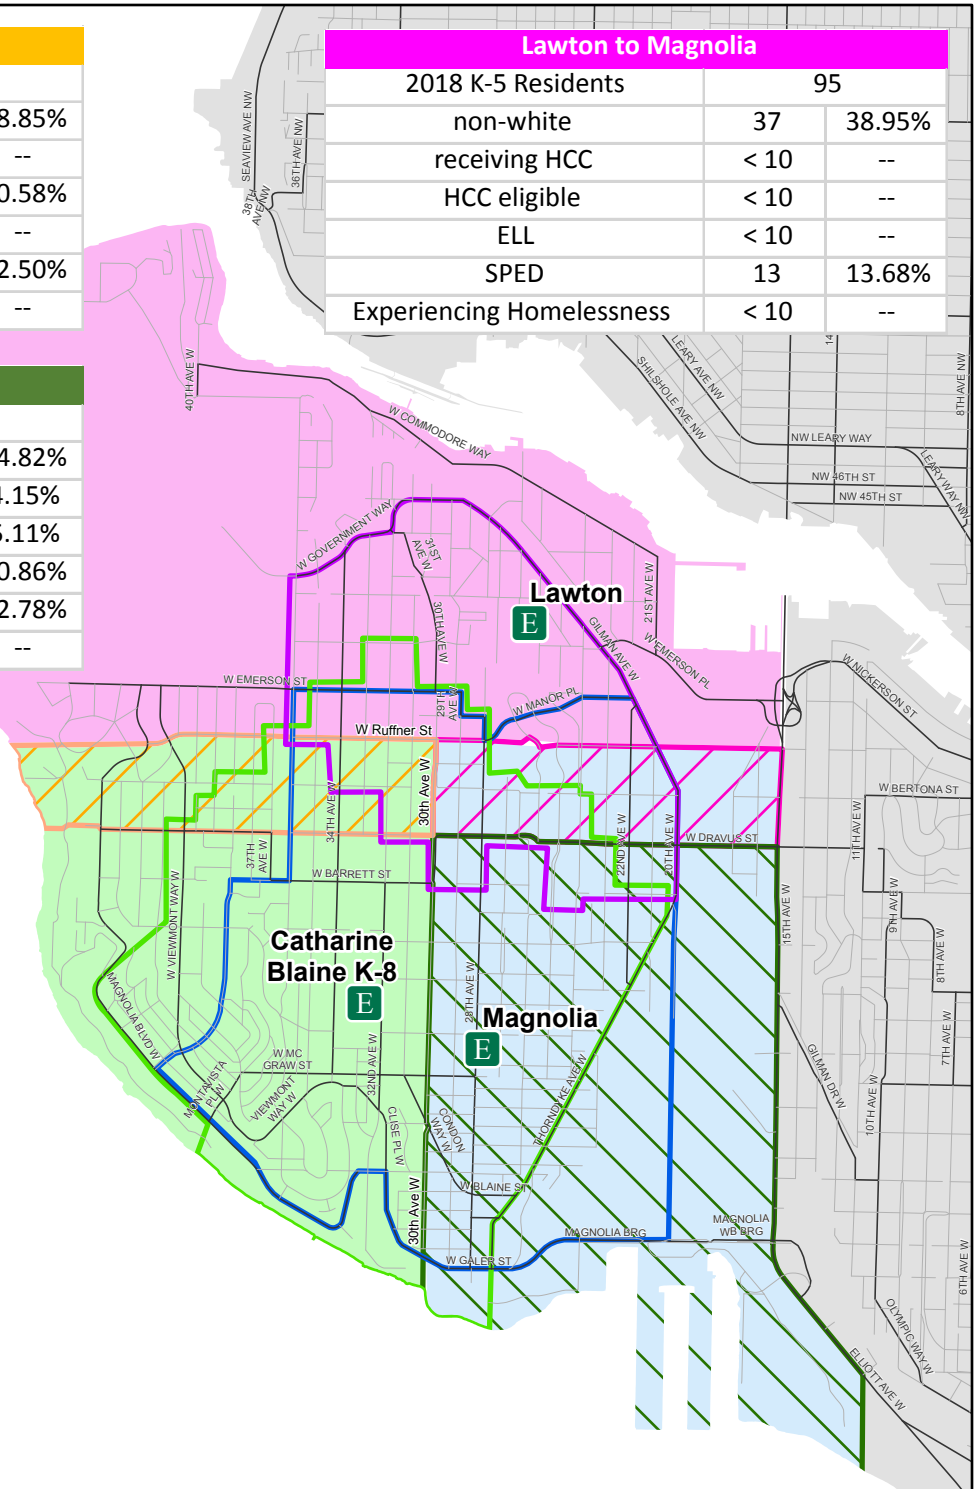 Lawton to Magnolia
2018 K-5 Residents 95
non-white 37 38.95%
receiving HCC < 10 --
HCC eligible < 10 --
ELL < 10 --
SPED 13 13.68%
Experiencing Homelessness < 10 --
8.85%
--
0.58%
--
2.50%
--
4.82%
4.15%
5.11%
0.86%
2.78%
--
SEAVIEW AVE NW
36TH AVE NW
38TH
AVE NW
40TH AVE W
W COMMODORE WAY
SHILSHOLE AVE NW
LEARY AVE NW
14
8TH AVE NW
NW LEARY WAY
LEARY WAY NW
NW 46TH ST
NW 45TH ST
W GOVERNMENT WAY
31ST
AVE W
30TH AVE W
Lawton
E
GILMAN AVE W
21ST AVE W
W EMERSON PL
W NICKERSON ST
W EMERSON ST
29TH
AVE W
W MANOR PL
W Ruffner St
30th Ave W
34TH AVE W
W BERTONA ST
W DRAVUS ST
22ND AVE W
20TH AVE W
11TH AVE W
37TH
AVE W
W BARRETT ST
W VIEWMONT WAY W
15TH AVE W
9TH AVE W
8TH AVE W
Catharine
Blaine K-8
E
28TH AVE W
Magnolia
E
MAGNOLIA BLVD W
W MC
GRAW ST
32ND AVE W
MONTAVISTA
PL W
VIEWMONT
WAY W
CLISE PL W
CONDON
WAY W
THORNDYKE AVE W
GILMAN DR W
10TH AVE W
7TH AVE W
30th Ave W
W BLAINE ST
MAGNOLIA BRG
MAGNOLIA
WB BRG
W GALER ST
6TH AVE W
OLYMPIC WAY W
ELLIOTT AVE W